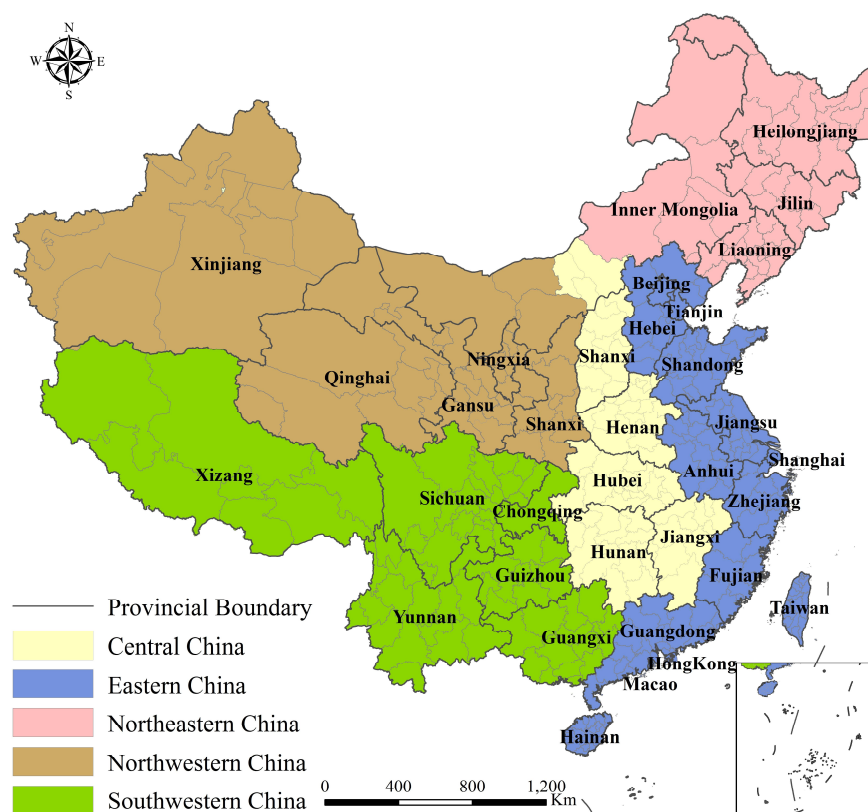 N
W E
S
Heilongjiang
Jilin
Inner Mongolia
Liaoning
Xinjiang
Beijing
Tianjin
Hebei
Shanxi
Ningxia
Shandong
Qinghai
Gansu
Shanxi
Henan
Jiangsu
Shanghai
Anhui
Xizang
Hubei
Sichuan
Chongqing
Zhejiang
Jiangxi
Hunan
Guizhou
Fujian
Yunnan
Taiwan
Guangxi
Guangdong
HongKong
Macao
Hainan
Provincial Boundary
Central China
Eastern China
Northeastern China
Northwestern China
Southwestern China
0 400 800 1,200
Km